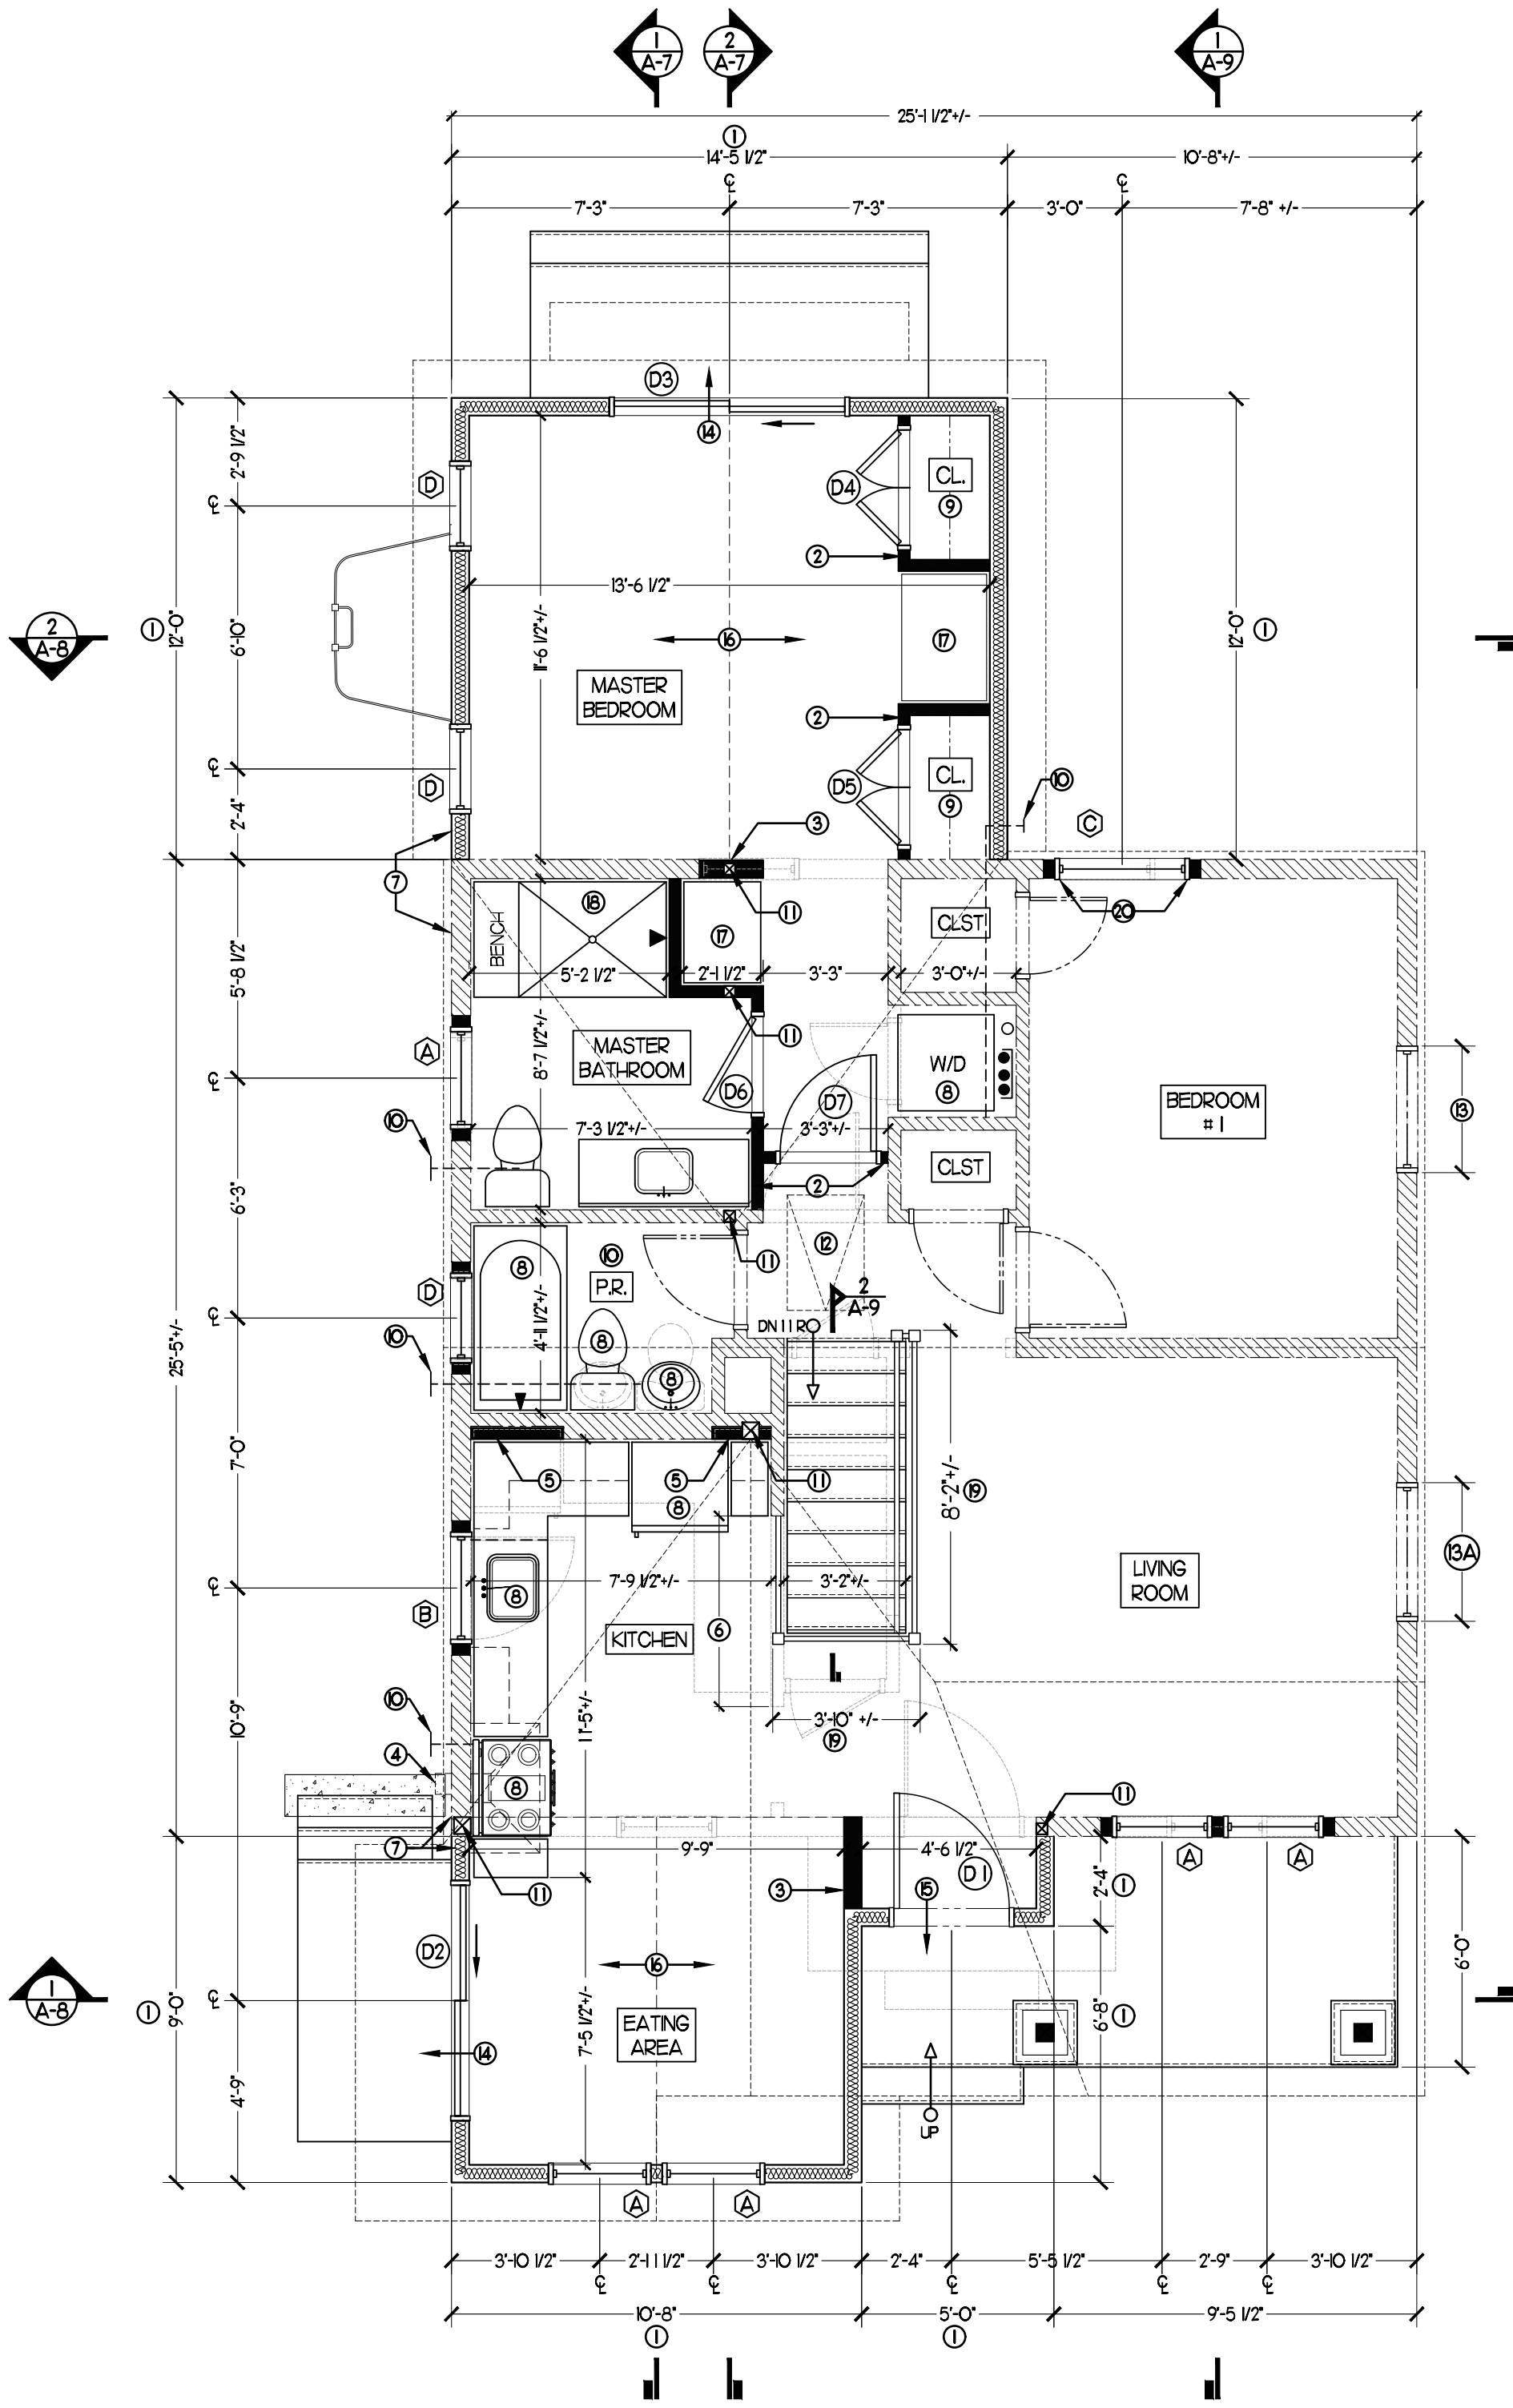 1
A-7
2
A-7
1
A-9
25'-1 1/2"+/-
1
14'-5 1/2"
10'-8"+/-
℄
℄
7'-3"
7'-3"
3'-0"
7'-8" +/-
D3
14
2'-9 1/2"
D
D4
CL.
9
℄
2
13'-6 1/2"
2
A-8
1
12'-0"
6'-10"
11'-6 1/2"+/-
16
17
12'-0"
1
MASTER
BEDROOM
2
℄
D
D5
CL.
9
10
2'-4"
3
C
7
BENCH
18
11
17
CLST
20
5'-8 1/2"
5'-2 1/2"
2'-1 1/2"
3'-3"
3'-0"+/-
11
A
MASTER
BATHROOM
8'-7 1/2"+/-
W/D
8
℄
D6
D7
BEDROOM
# 1
13
10
7'-3 1/2"+/-
3'-3"+/-
CLST
2
6'-3"
12
8
10
P.R.
11
D
2
A-9
℄
4'-11 1/2"+/-
DN 11 R
10
8
8
25'-5"+/-
7'-0"
5
5
8
11
8'-2"+/-
19
13A
7'-9 1/2"+/-
3'-2"+/-
LIVING
ROOM
℄
8
B
KITCHEN
6
10
10'-9"
11'-5"+/-
3'-10" +/-
19
4
8
11
7
9'-9"
4'-6 1/2"
A
A
11
3
15
D1
2'-4"
1
D2
16
6'-0"
1
A-8
1
9'-0"
℄
EATING
AREA
7'-5 1/2"+/-
6'-8"
1
14
4'-9"
UP
A
A
3'-10 1/2"
2'-11 1/2"
3'-10 1/2"
2'-4"
5'-5 1/2"
2'-9"
3'-10 1/2"
℄
℄
℄
℄
℄
10'-8"
5'-0"
9'-5 1/2"
1
1